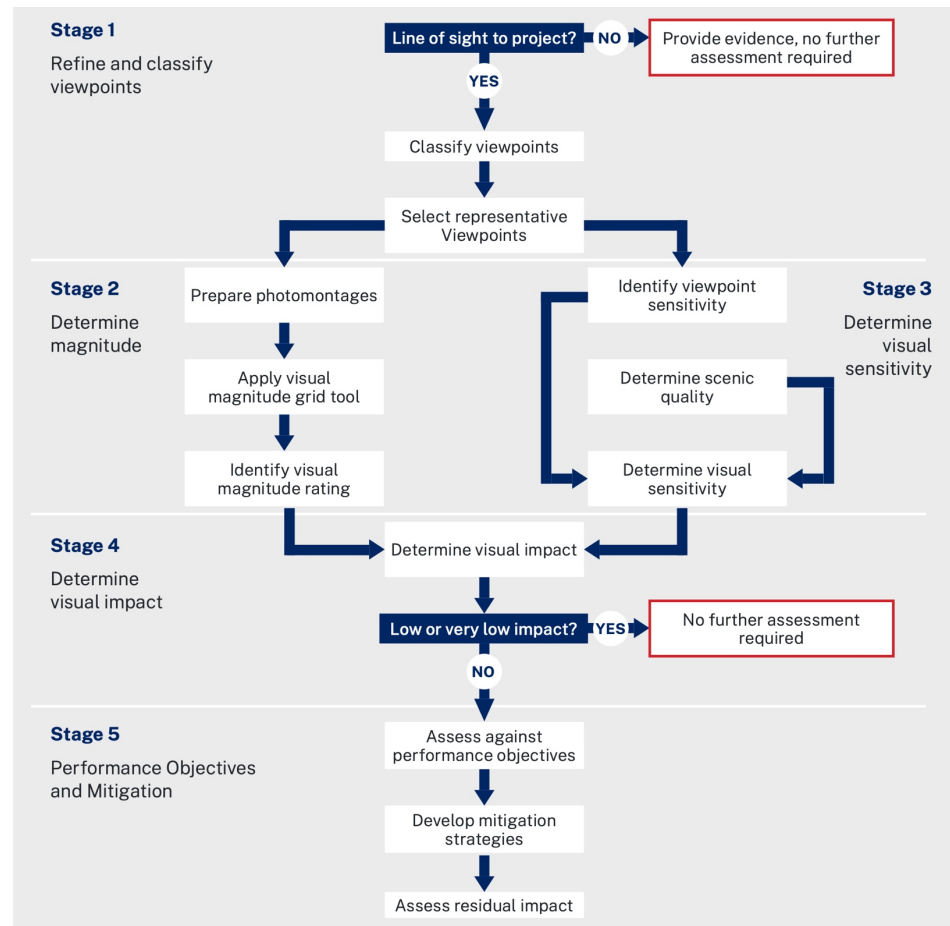 Stage 1
Refine and classify
viewpoints
Line of sight to project?
NO
Provide evidence, no further
assessment required
YES
Classify viewpoints
Select representative
Viewpoints
Stage 2
Determine
magnitude
Prepare photomontages
Apply visual
magnitude grid tool
Identify visual
magnitude rating
Identify viewpoint
sensitivity
Determine scenic
quality
Determine visual
sensitivity
Stage 3
Determine
visual
sensitivity
Stage 4
Determine
visual impact
Determine visual impact
Low or very low impact?
YES
No further assessment
required
NO
Stage 5
Performance Objectives
and Mitigation
Assess against
performance objectives
Develop mitigation
strategies
Assess residual impact